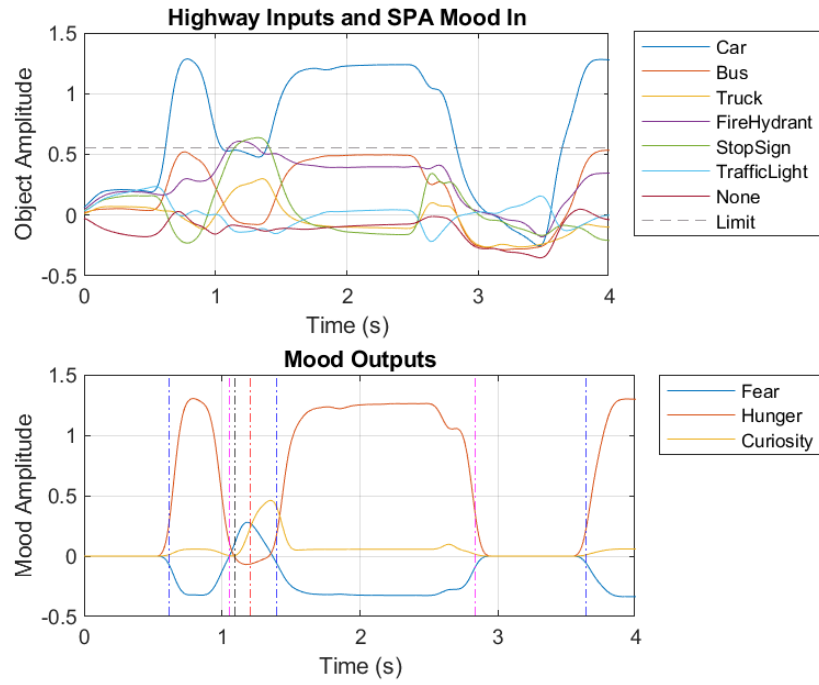 Highway Inputs and SPA Mood In
Object Amplitude
1.5
1
0.5
0
-0.5
0 1 2 3 4
Time (s)
Car
Bus
Truck
FireHydrant
StopSign
TrafficLight
None
Limit
Mood Outputs
Mood Amplitude
1.5
1
0.5
0
-0.5
0 1 2 3 4
Time (s)
Fear
Hunger
Curiosity